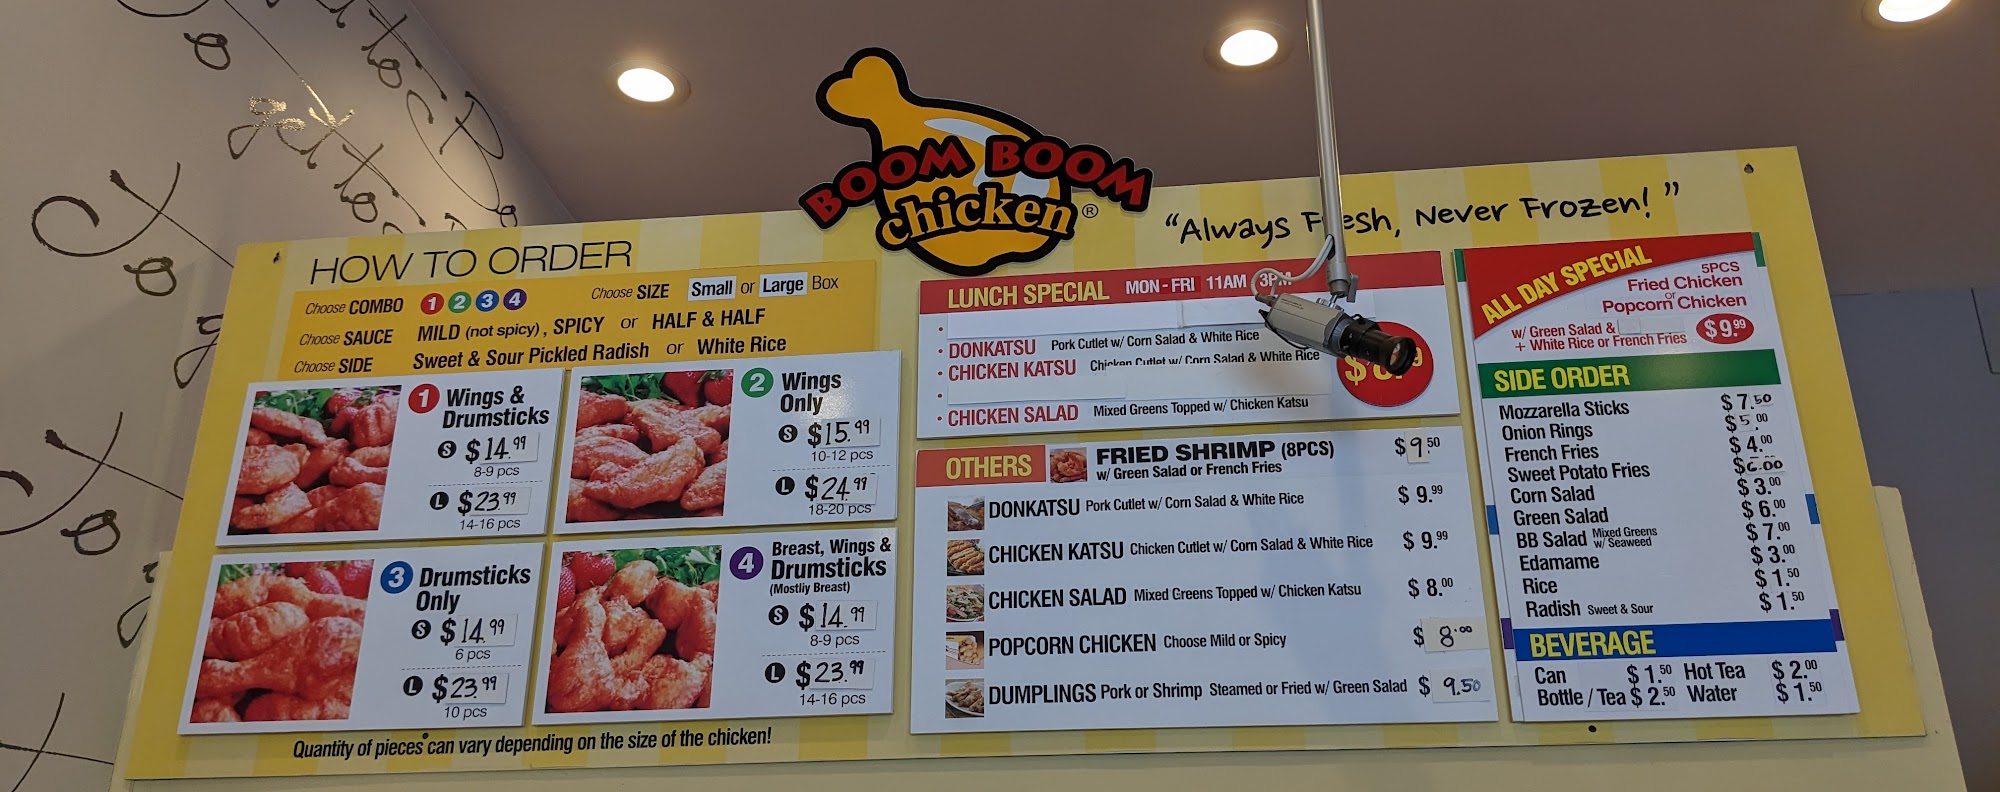 BOOM BOOM
chicken®
"Always Fresh, Never Frozen!"
HOW TO ORDER
Choose COMBO 1 2 3 4
Choose SIZE Small or Large Box
Choose SAUCE MILD (not spicy), SPICY or HALF & HALF
Choose SIDE Sweet & Sour Pickled Radish or White Rice
1 Wings &
Drumsticks
S $14.99
8-9 pcs
L $23.99
14-16 pcs
2 Wings
Only
S $15.99
10-12 pcs
L $24.99
18-20 pcs
3 Drumsticks
Only
S $14.99
6 pcs
L $23.99
10 pcs
4 Breast, Wings &
Drumsticks
(Mostliy Breast)
S $14.99
8-9 pcs
L $23.99
14-16 pcs
Quantity of pieces can vary depending on the size of the chicken!
LUNCH SPECIAL MON - FRI 11AM 3PM
• DONKATSU Pork Cutlet w/ Corn Salad & White Rice
• CHICKEN KATSU Chicken Cutlet w/ Corn Salad & White Rice
• CHICKEN SALAD Mixed Greens Topped w/ Chicken Katsu
OTHERS
FRIED SHRIMP (8PCS) $9.50
w/ Green Salad or French Fries
DONKATSU Pork Cutlet w/ Corn Salad & White Rice $9.99
CHICKEN KATSU Chicken Cutlet w/ Corn Salad & White Rice $9.99
CHICKEN SALAD Mixed Greens Topped w/ Chicken Katsu $8.00
POPCORN CHICKEN Choose Mild or Spicy $8.00
DUMPLINGS Pork or Shrimp Steamed or Fried w/ Green Salad $9.50
ALL DAY SPECIAL
5PCS
Fried Chicken
or
Popcorn Chicken
w/ Green Salad &
+ White Rice or French Fries
$9.99
SIDE ORDER
Mozzarella Sticks $7.50
Onion Rings $5.00
French Fries $4.00
Sweet Potato Fries $6.00
Corn Salad $3.00
Green Salad $6.00
BB Salad Mixed Greens w/ Seaweed $7.00
Edamame $3.00
Rice $1.50
Radish Sweet & Sour $1.50
BEVERAGE
Can $1.50 Hot Tea $2.00
Bottle / Tea $2.50 Water $1.50